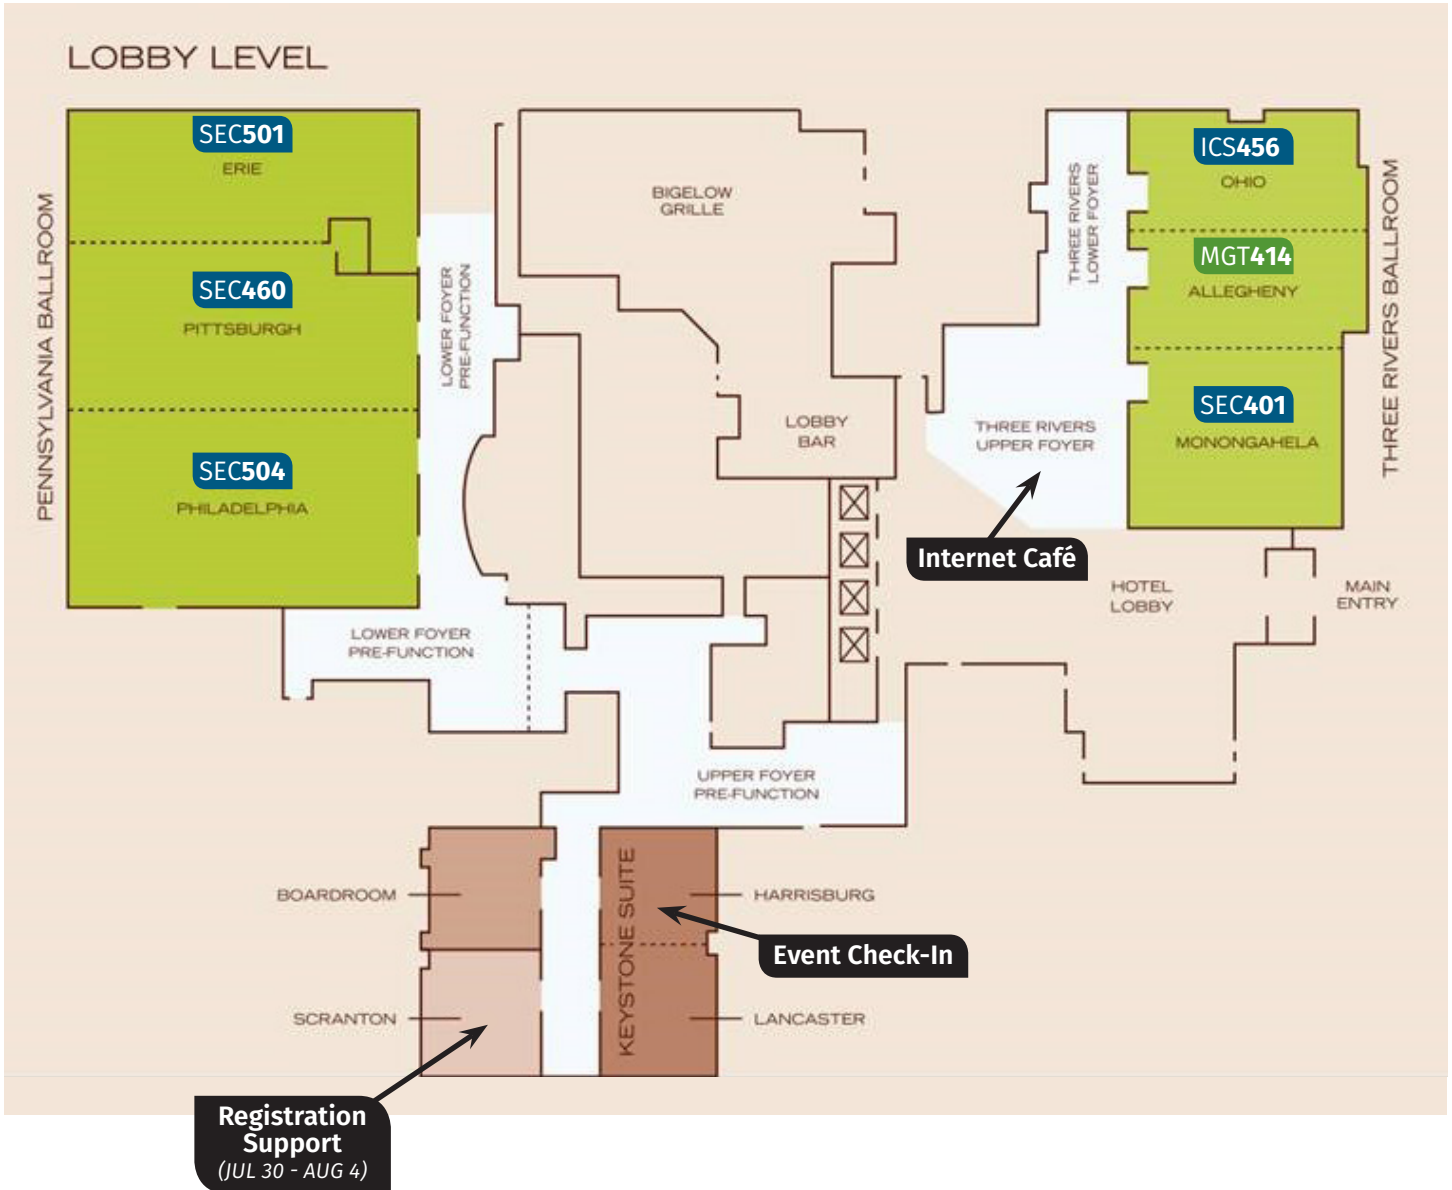 LOBBY LEVEL
PENNSYLVANIA BALLROOM
SEC501
ERIE
SEC460
PITTSBURGH
SEC504
PHILADELPHIA
LOWER FOYER
PRE-FUNCTION
LOWER FOYER
PRE-FUNCTION
BIGELOW
GRILLE
LOBBY
BAR
THREE RIVERS
LOWER FOYER
THREE RIVERS
UPPER FOYER
Internet Café
ICS456
OHIO
MGT414
ALLEGHENY
SEC401
MONONGAHELA
THREE RIVERS BALLROOM
HOTEL
LOBBY
MAIN
ENTRY
UPPER FOYER
PRE-FUNCTION
BOARDROOM
SCRANTON
KEYSTONE SUITE
HARRISBURG
Event Check-In
LANCASTER
Registration
Support
(JUL 30 - AUG 4)